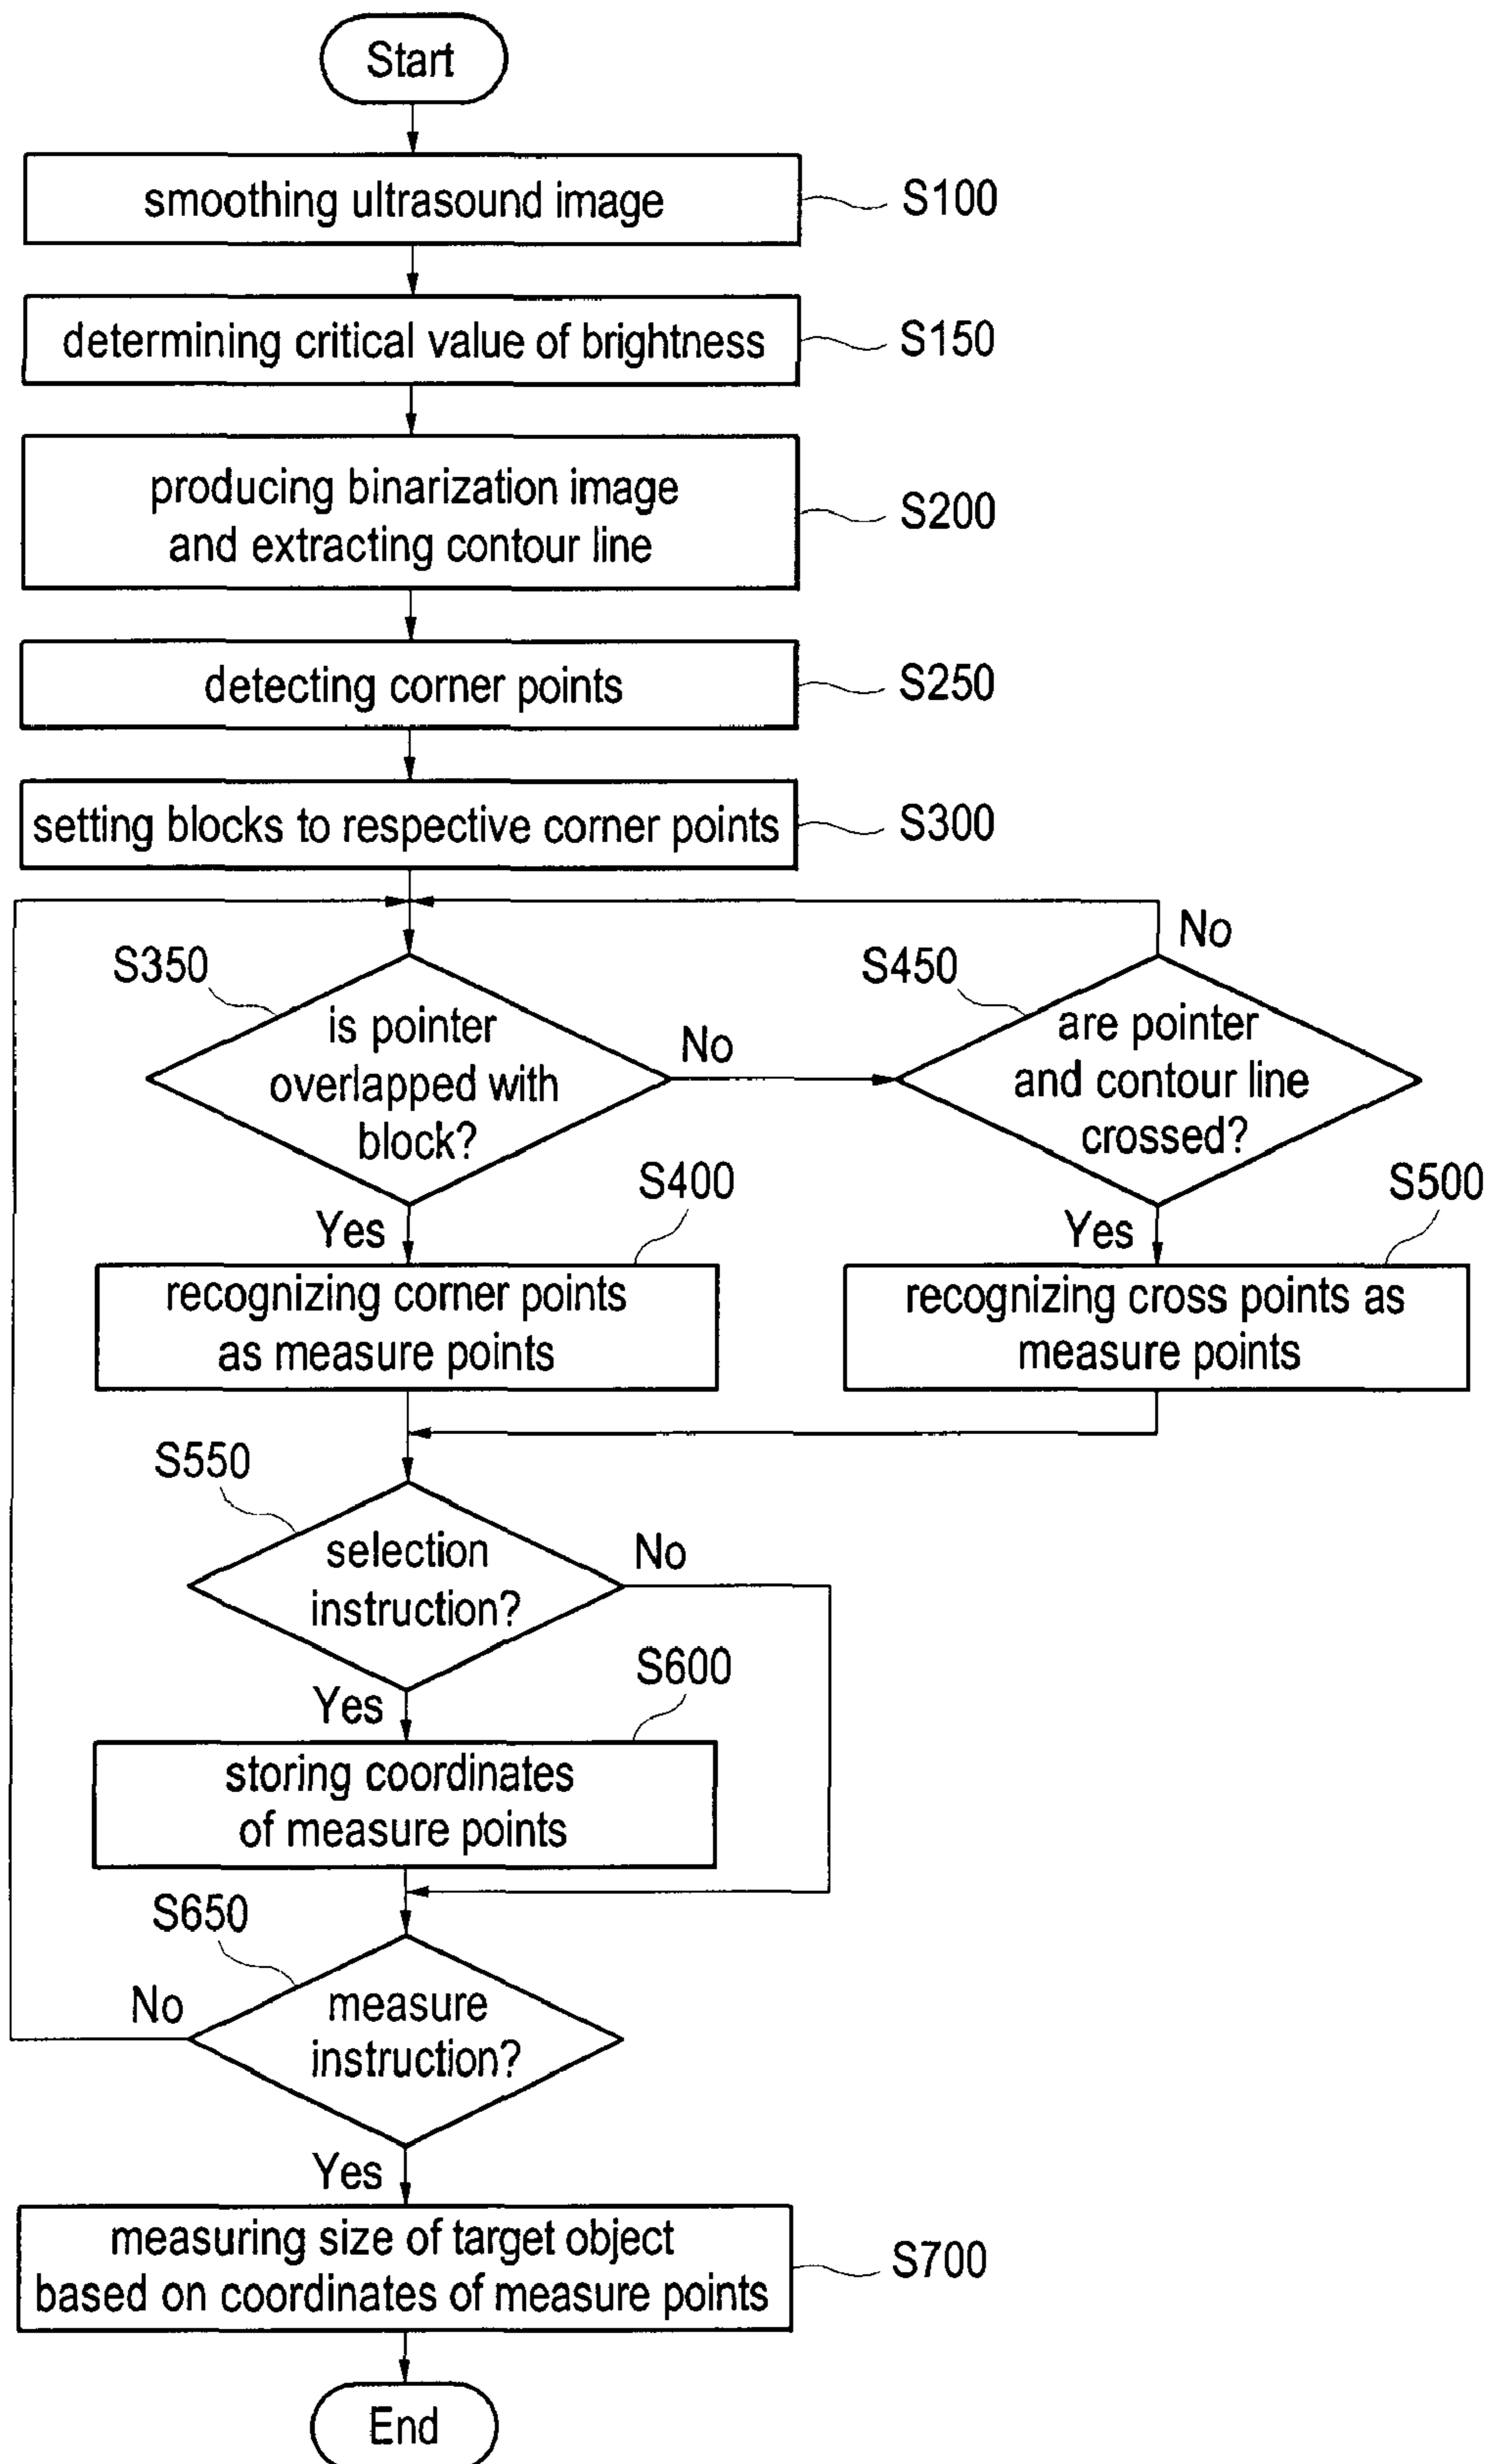 Start
smoothing ultrasound image
S100
determining critical value of brightness
S150
producing binarization image
and extracting contour line
S200
detecting corner points
S250
setting blocks to respective corner points
S300
S350
is pointer
overlapped with
block?
No
Yes
S450
are pointer
and contour line
crossed?
No
Yes
S400
recognizing corner points
as measure points
S500
recognizing cross points as
measure points
S550
selection
instruction?
No
Yes
S600
storing coordinates
of measure points
S650
measure
instruction?
No
Yes
measuring size of target object
based on coordinates of measure points
S700
End